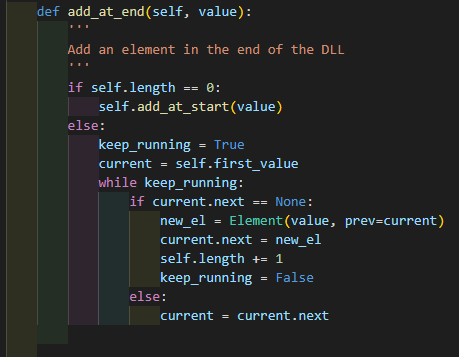 def add_at_end(self, value):
'''
Add an element in the end of the DLL
'''
if self.length == 0:
self.add_at_start(value)
else:
keep_running = True
current = self.first_value
while keep_running:
if current.next == None:
new_el = Element(value, prev=current)
current.next = new_el
self.length += 1
keep_running = False
else:
current = current.next